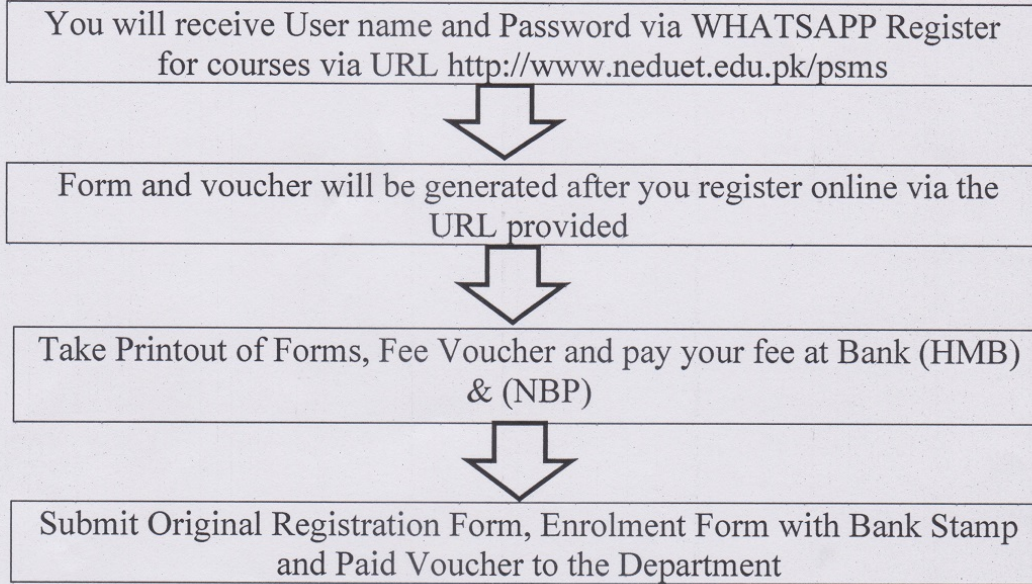 You will receive User name and Password via WHATSAPP Register
for courses via URL http://www.neduet.edu.pk/psms
Form and voucher will be generated after you register online via the
URL provided
Take Printout of Forms, Fee Voucher and pay your fee at Bank (HMB)
& (NBP)
Submit Original Registration Form, Enrolment Form with Bank Stamp
and Paid Voucher to the Department